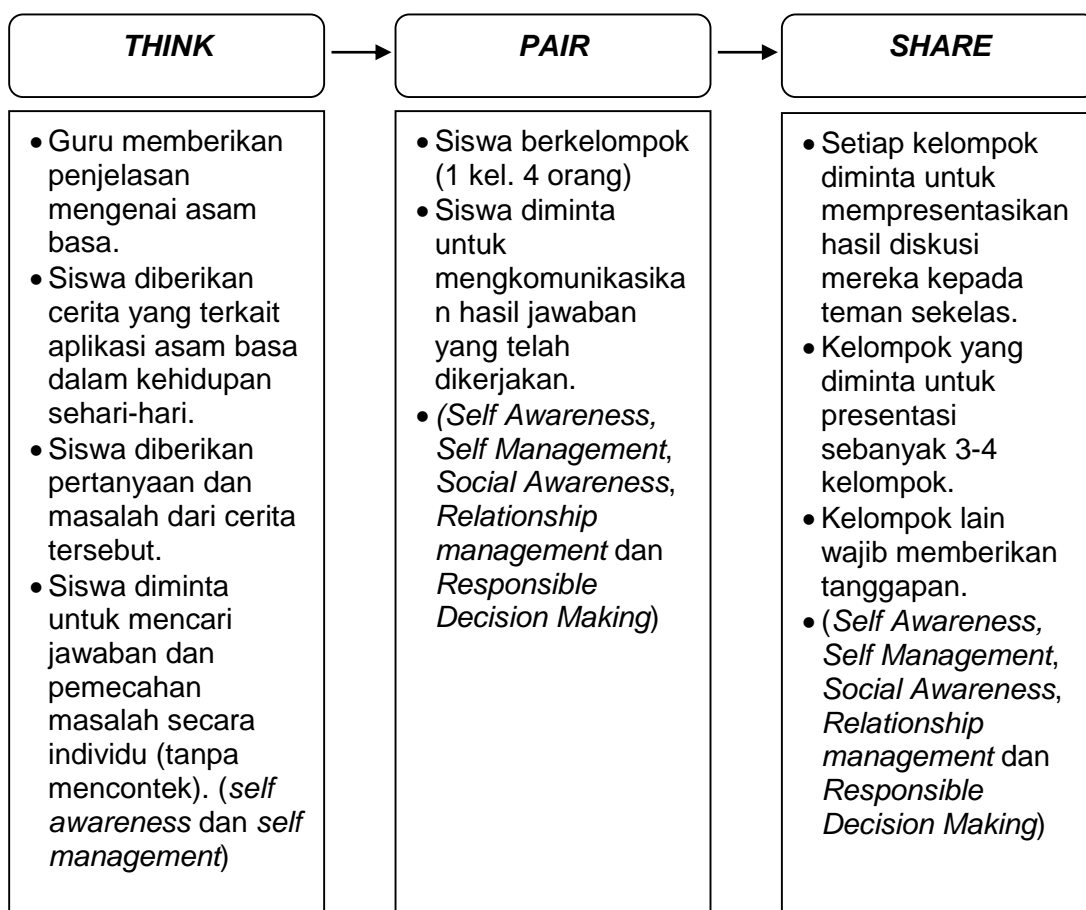 THINK
PAIR
SHARE
• Guru memberikan
penjelasan
mengenai asam
basa.
• Siswa diberikan
cerita yang terkait
aplikasi asam basa
dalam kehidupan
sehari-hari.
• Siswa diberikan
pertanyaan dan
masalah dari cerita
tersebut.
• Siswa diminta
untuk mencari
jawaban dan
pemecahan
masalah secara
individu (tanpa
mencontek). (self
awareness dan self
management)
• Siswa berkelompok
(1 kel. 4 orang)
• Siswa diminta
untuk
mengkomunikasika
n hasil jawaban
yang telah
dikerjakan.
• (Self Awareness,
Self Management,
Social Awareness,
Relationship
management dan
Responsible
Decision Making)
• Setiap kelompok
diminta untuk
mempresentasikan
hasil diskusi
mereka kepada
teman sekelas.
• Kelompok yang
diminta untuk
presentasi
sebanyak 3-4
kelompok.
• Kelompok lain
wajib memberikan
tanggapan.
• (Self Awareness,
Self Management,
Social Awareness,
Relationship
management dan
Responsible
Decision Making)